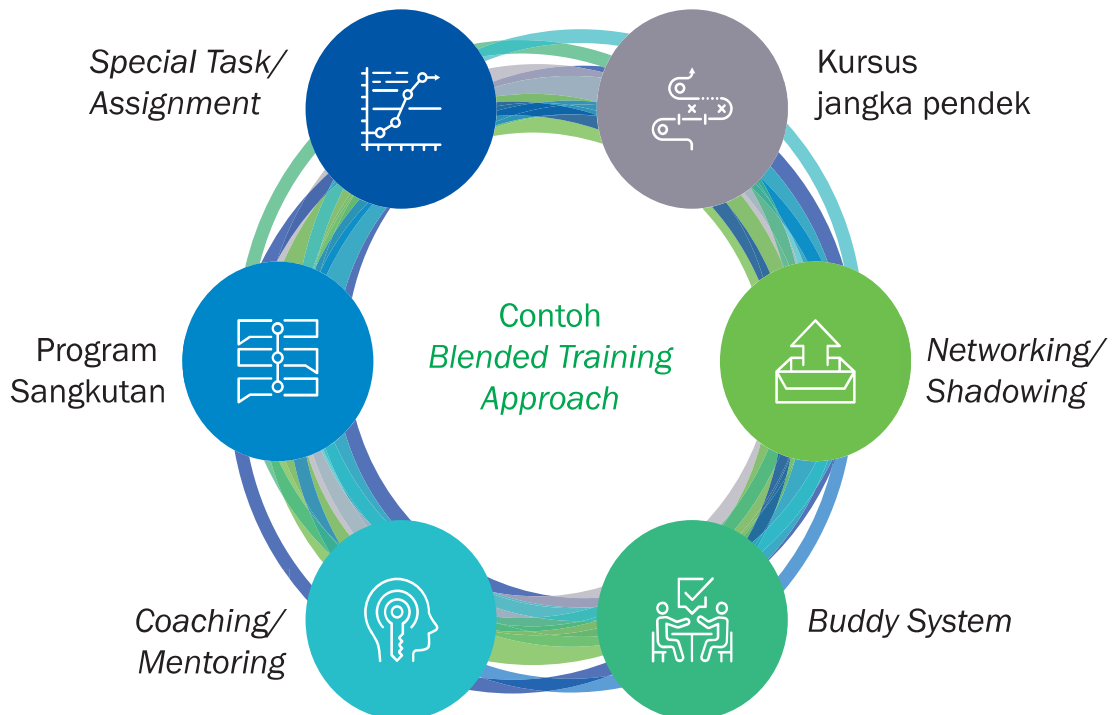 Special Task/
Assignment
Kursus
jangka pendek
Program
Sangkutan
Contoh
Blended Training
Approach
Networking/
Shadowing
Coaching/
Mentoring
Buddy System